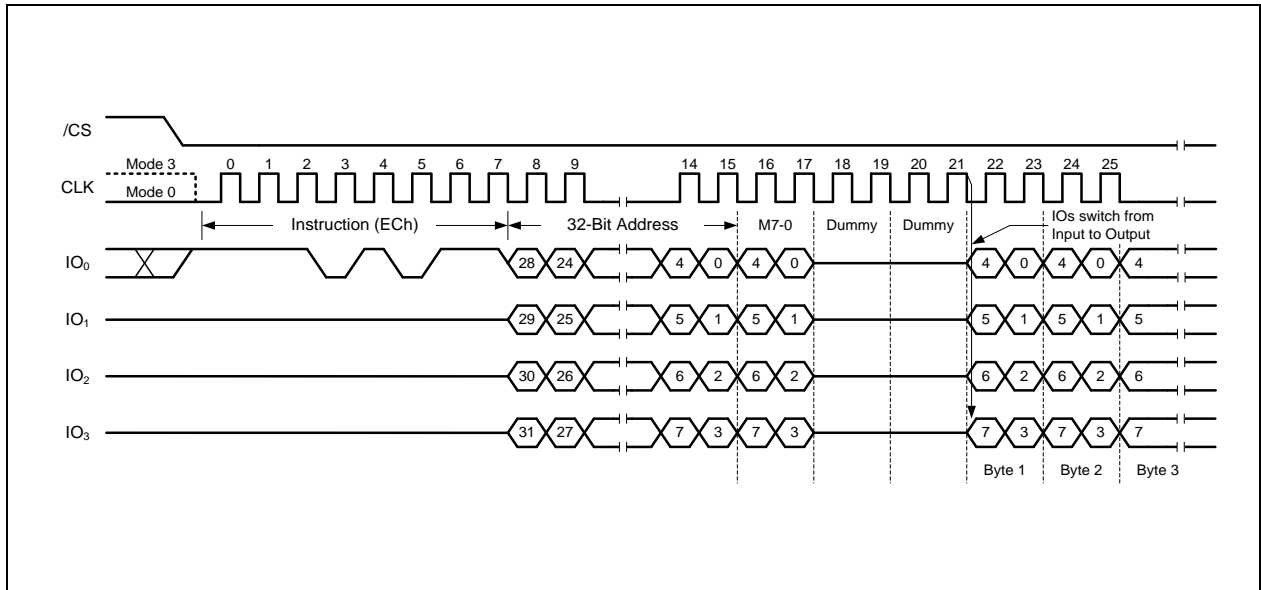 /CS
Mode 3 0 1 2 3 4 5 6 7 8 9 14 15 16 17 18 19 20 21 22 23 24 25
CLK Mode 0
Instruction (ECh) 32-Bit Address M7-0 Dummy Dummy IOs switch from
Input to Output
IO0 28 24 4 0 4 0 4 0 4 0 4
IO1 29 25 5 1 5 1 5 1 5 1 5
IO2 30 26 6 2 6 2 6 2 6 2 6
IO3 31 27 7 3 7 3 7 3 7 3 7
Byte 1 Byte 2 Byte 3